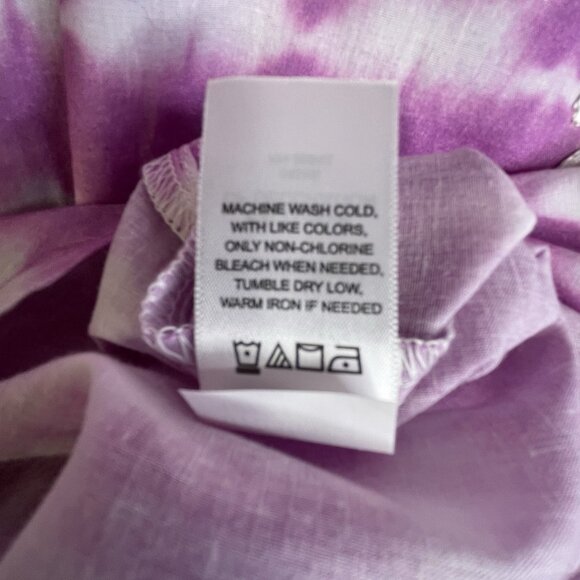 MACHINE WASH COLD,
WITH LIKE COLORS,
ONLY NON-CHLORINE
BLEACH WHEN NEEDED,
TUMBLE DRY LOW,
WARM IRON IF NEEDED